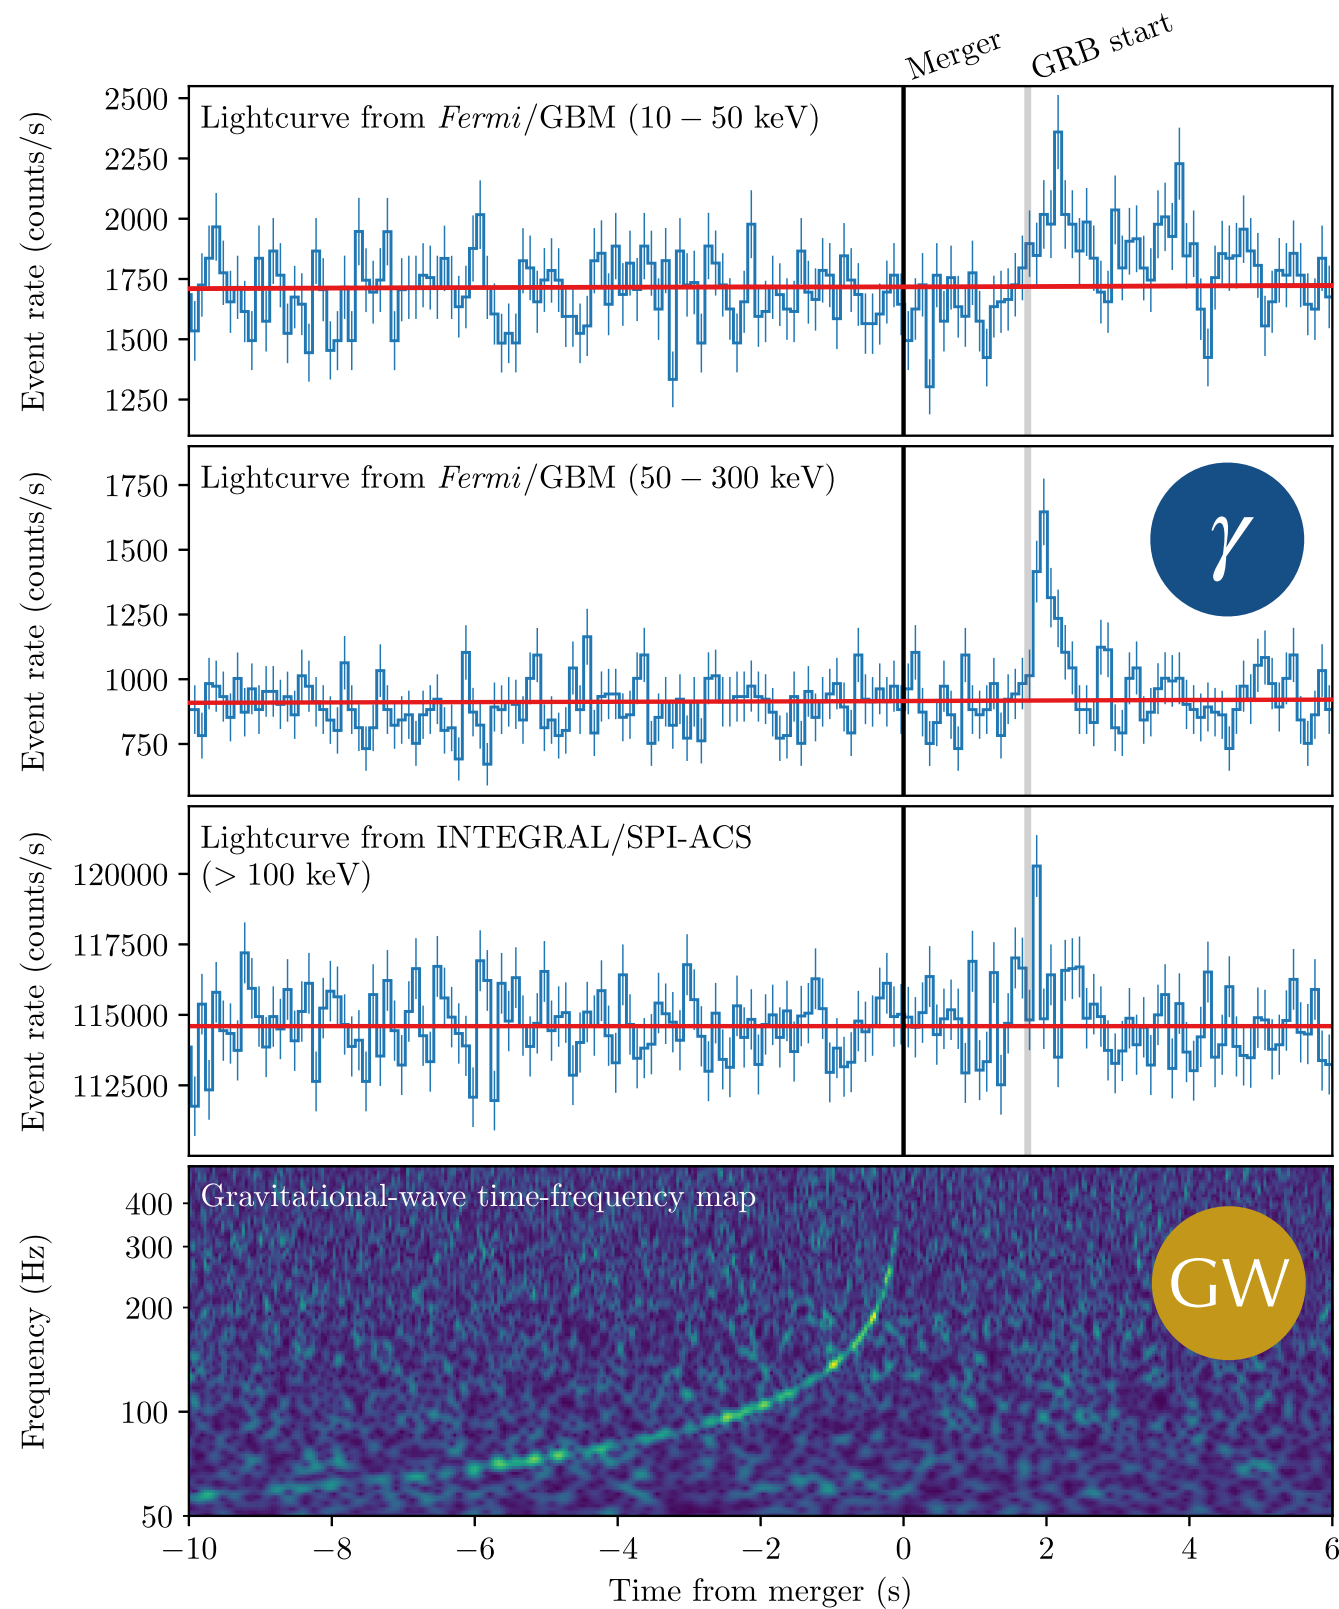 Merger
GRB start
2500
2250
2000
1750
1500
1250
Event rate (counts/s)
Lightcurve from Fermi/GBM (10 − 50 keV)
1750
1500
1250
1000
750
Event rate (counts/s)
Lightcurve from Fermi/GBM (50 − 300 keV)
γ
120000
117500
115000
112500
Event rate (counts/s)
Lightcurve from INTEGRAL/SPI-ACS
(> 100 keV)
400
300
200
100
50
Frequency (Hz)
Gravitational-wave time-frequency map
GW
−10 −8 −6 −4 −2 0 2 4 6
Time from merger (s)